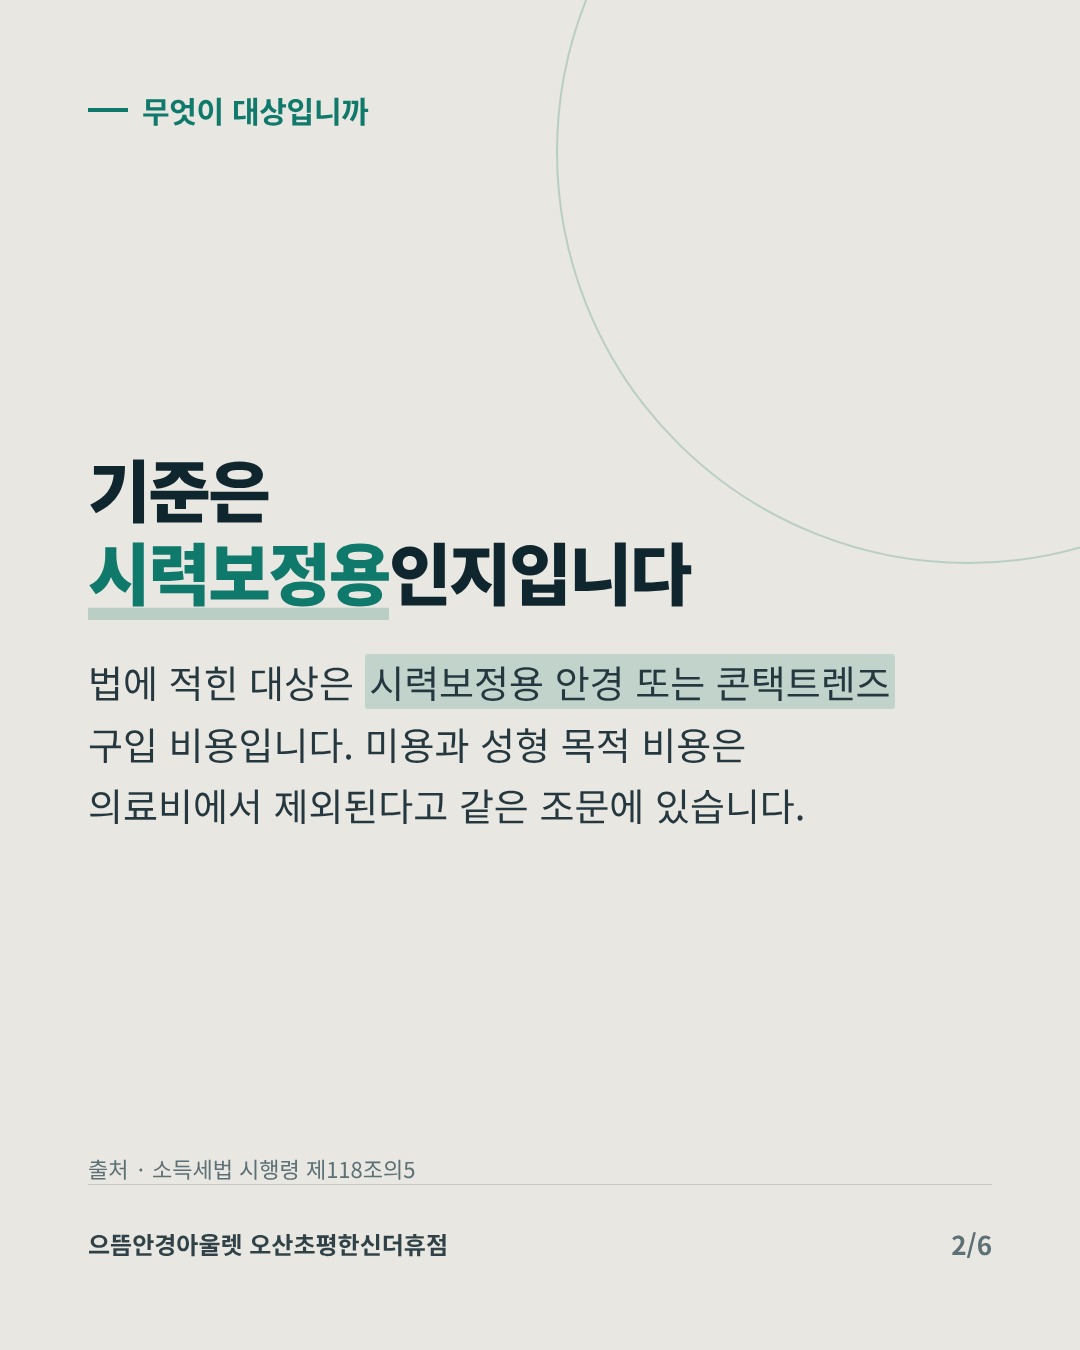 무엇이 대상입니까
기준은
시력보정용인지입니다
법에 적힌 대상은 시력보정용 안경 또는 콘택트렌즈
구입 비용입니다. 미용과 성형 목적 비용은
의료비에서 제외된다고 같은 조문에 있습니다.
출처 · 소득세법 시행령 제118조의5
으뜸안경아울렛 오산초평한신더휴점
2/6